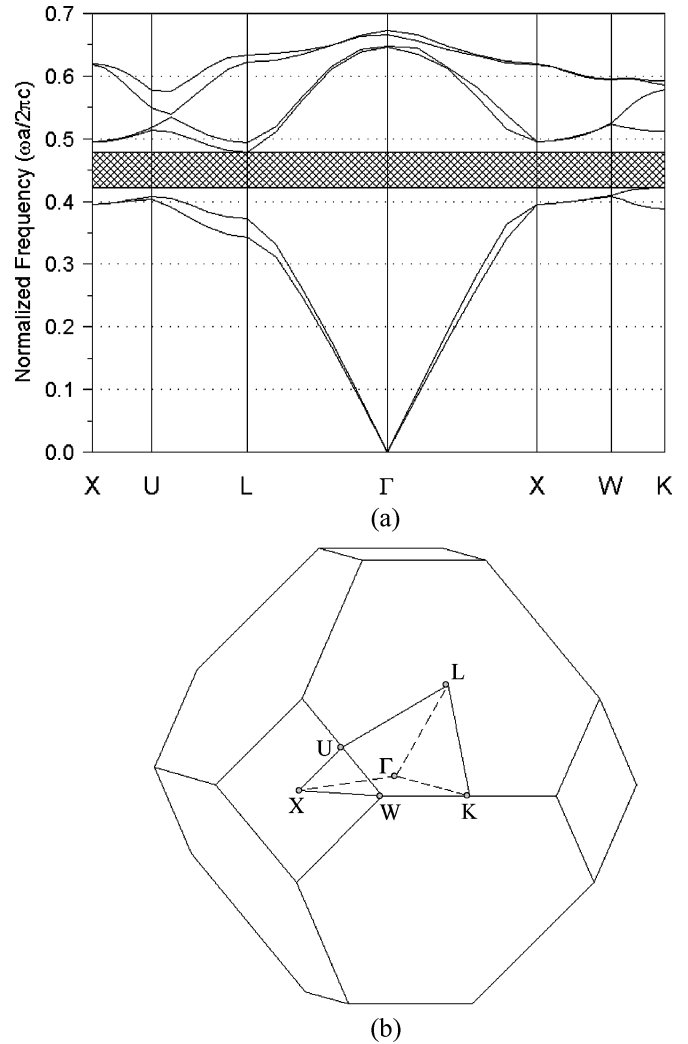 Normalized Frequency (ωa/2πc)
0.7
0.6
0.5
0.4
0.3
0.2
0.1
0.0
X U L Γ X W K
(a)
L
U Γ
X W K
(b)